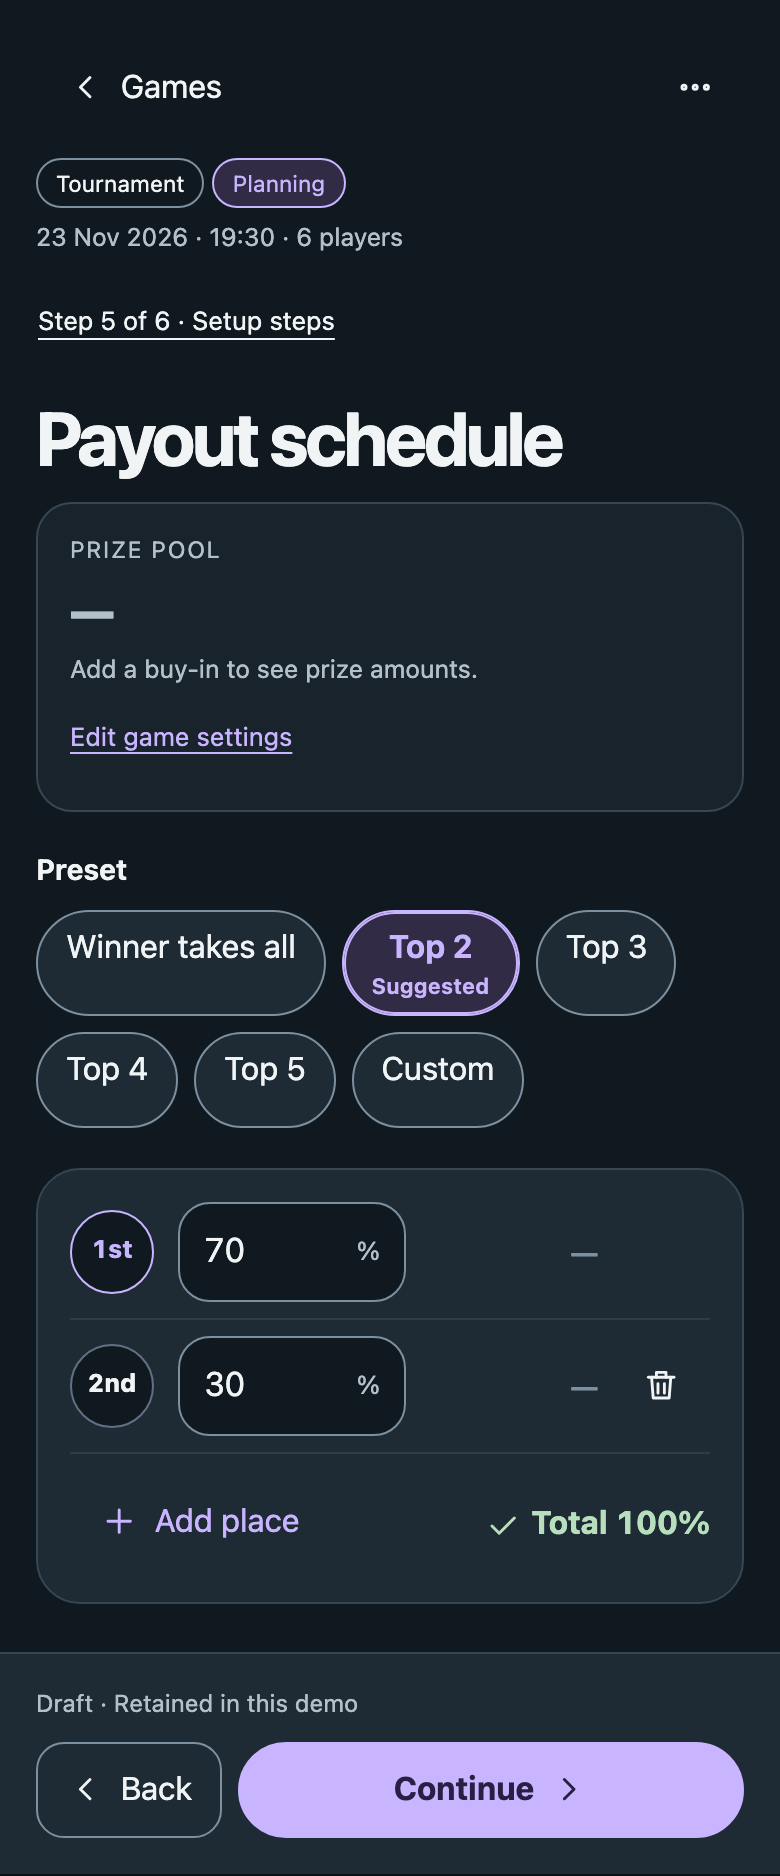 Games
Tournament Planning
23 Nov 2026 · 19:30 · 6 players
Step 5 of 6 · Setup steps
Payout schedule
PRIZE POOL
—
Add a buy-in to see prize amounts.
Edit game settings
Preset
Winner takes all Top 2 Top 3
Suggested
Top 4 Top 5 Custom
1st 70 % —
2nd 30 % —
Add place Total 100%
Draft · Retained in this demo
Back Continue